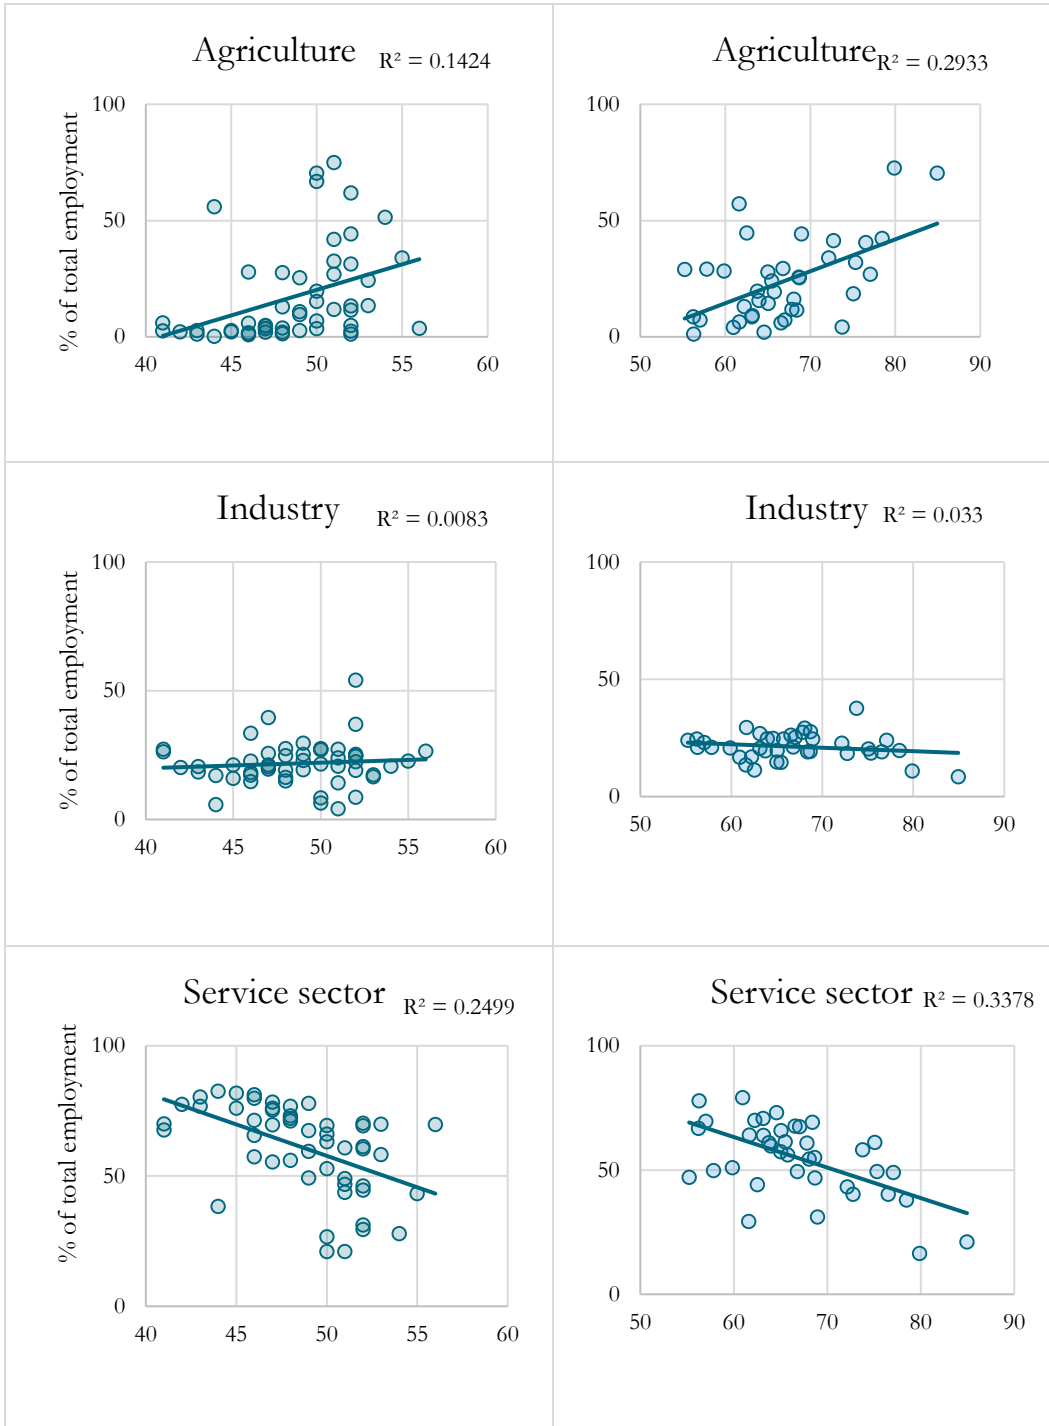 Agriculture R² = 0.1424
% of total employment
100
50
0
40 45 50 55 60
Agriculture R² = 0.2933
100
50
0
50 60 70 80 90
Industry R² = 0.0083
% of total employment
100
50
0
40 45 50 55 60
Industry R² = 0.033
100
50
0
50 60 70 80 90
Service sector R² = 0.2499
% of total employment
100
50
0
40 45 50 55 60
Service sector R² = 0.3378
100
50
0
50 60 70 80 90